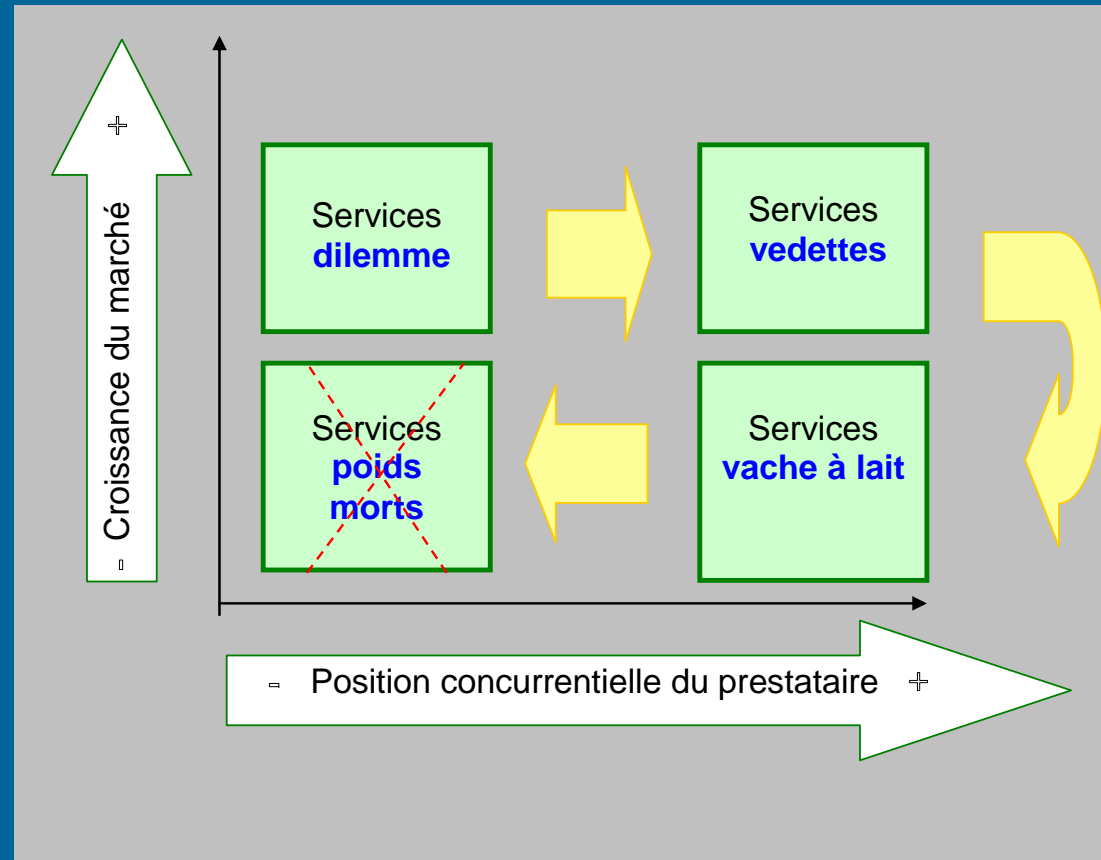 +
- Croissance du marché
Services
dilemme
Services
vedettes
Services
poids
morts
Services
vache à lait
- Position concurrentielle du prestataire +